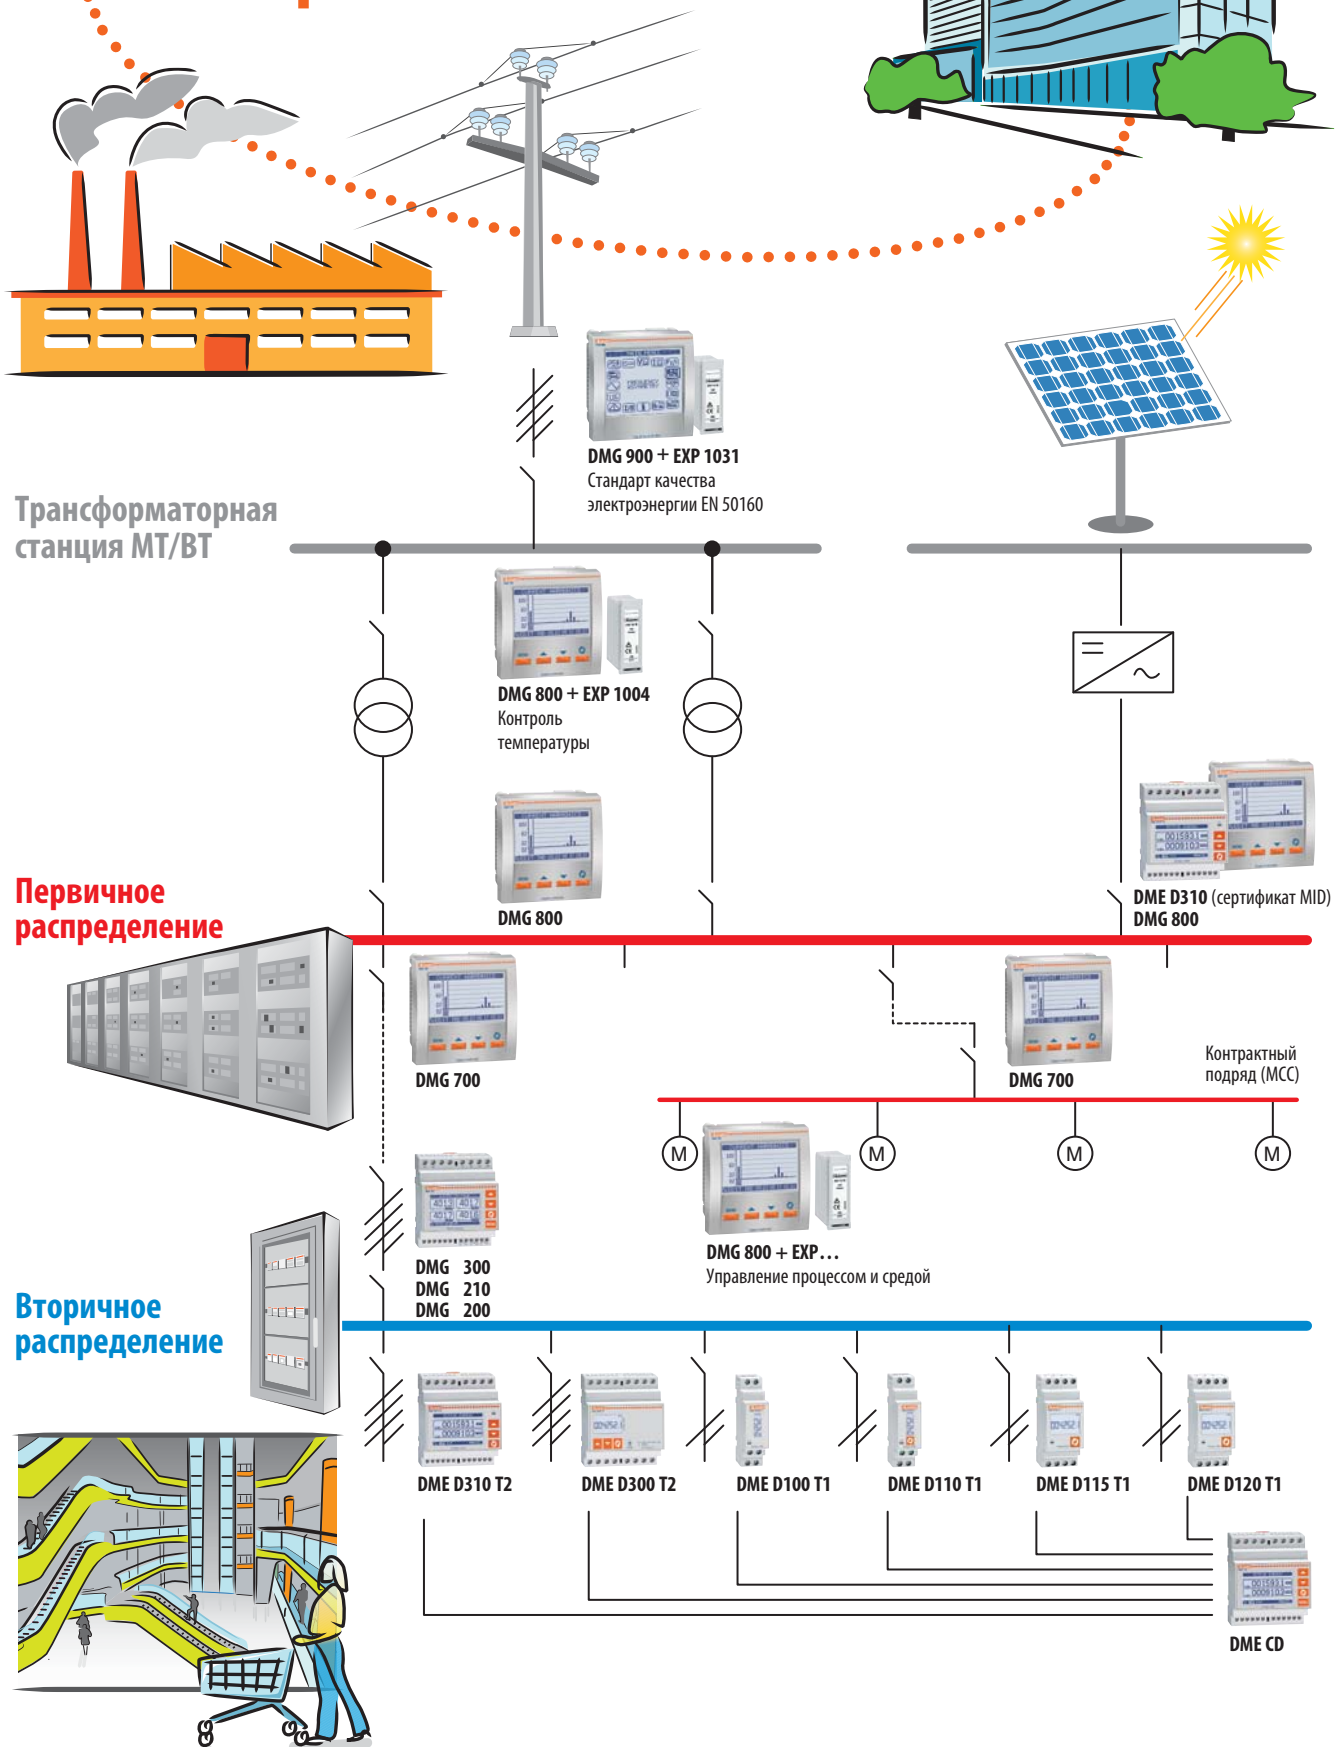 DMG 900 + EXP 1031
Стандарт качества
электроэнергии EN 50160
Трансформаторная
станция МТ/ВТ
DMG 800 + EXP 1004
Контроль
температуры
DMG 800
DME D310 (сертификат MID)
DMG 800
Первичное
распределение
DMG 700
DMG 700
Контрактный
подряд (МСС)
M
M
M
M
DMG 800 + EXP...
Управление процессом и средой
DMG 300
DMG 210
DMG 200
Вторичное
распределение
DME D310 T2
DME D300 T2
DME D100 T1
DME D110 T1
DME D115 T1
DME D120 T1
DME CD